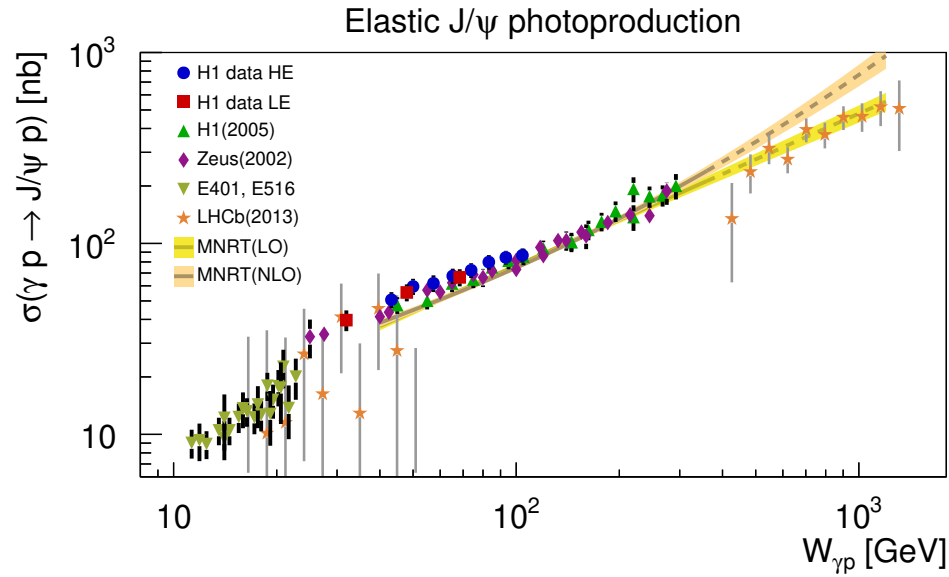 Elastic J/ψ photoproduction
σ(γ p → J/ψ p) [nb]
10³
10²
10
H1 data HE
H1 data LE
H1(2005)
Zeus(2002)
E401, E516
LHCb(2013)
MNRT(LO)
MNRT(NLO)
10
10²
10³
W_γp [GeV]